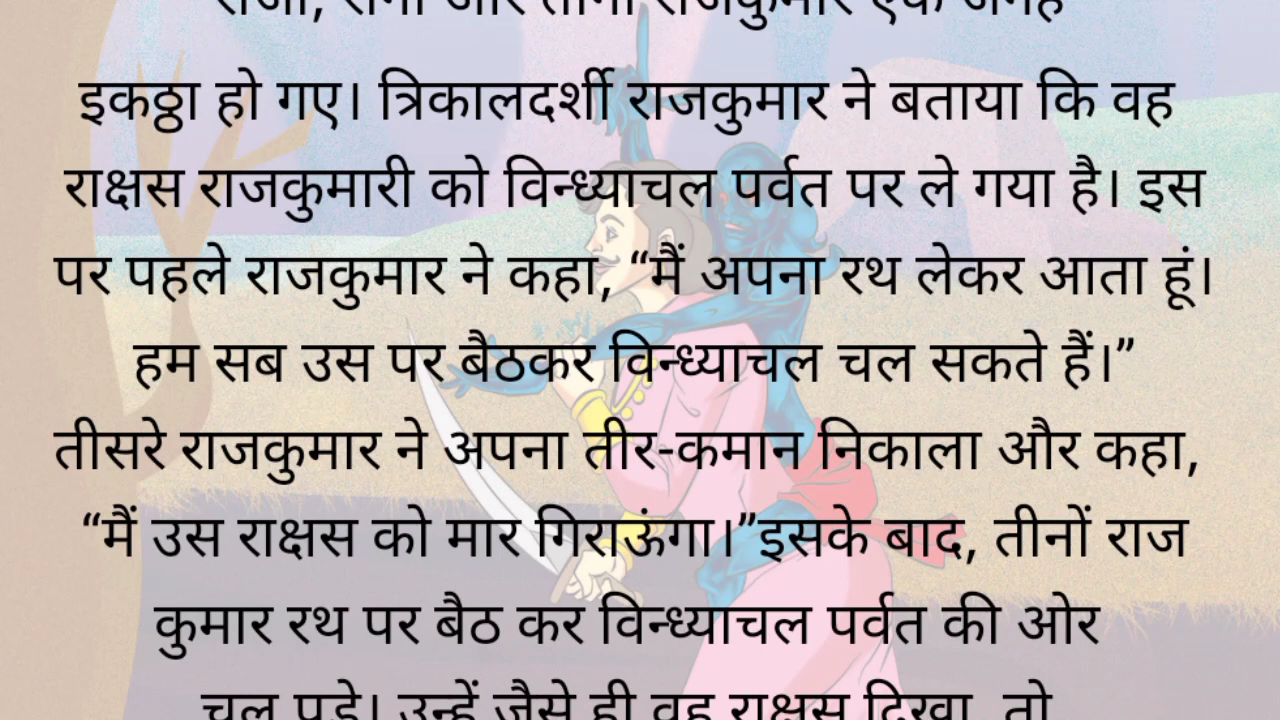 राजा, रानी और तीनों राजकुमार एक जगह
इकठ्ठा हो गए। त्रिकालदर्शी राजकुमार ने बताया कि वह
राक्षस राजकुमारी को विन्ध्याचल पर्वत पर ले गया है। इस
पर पहले राजकुमार ने कहा, “मैं अपना रथ लेकर आता हूं।
हम सब उस पर बैठकर विन्ध्याचल चल सकते हैं।”
तीसरे राजकुमार ने अपना तीर-कमान निकाला और कहा,
“मैं उस राक्षस को मार गिराऊंगा।”इसके बाद, तीनों राज
कुमार रथ पर बैठ कर विन्ध्याचल पर्वत की ओर
चल पड़े। उन्हें जैसे ही वह राक्षस दिखा, तो